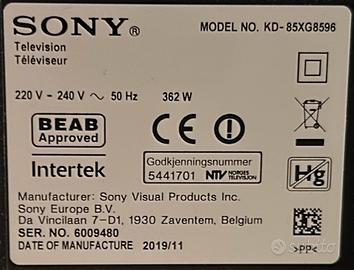 SONY®
MODEL NO. KD-85XG8596
Television
Téléviseur
220 V - 240 V ~ 50 Hz 362 W
BEAB
Approved
Intertek
CE
Godkjenningsnummer
5441701 NTV NORGES TELEVISJON
Hg
Manufacturer: Sony Visual Products Inc.
Sony Europe B.V.
Da Vincilaan 7-D1, 1930 Zaventem, Belgium
SER. NO. 6009480
DATE OF MANUFACTURE 2019/11
>PP<
subito